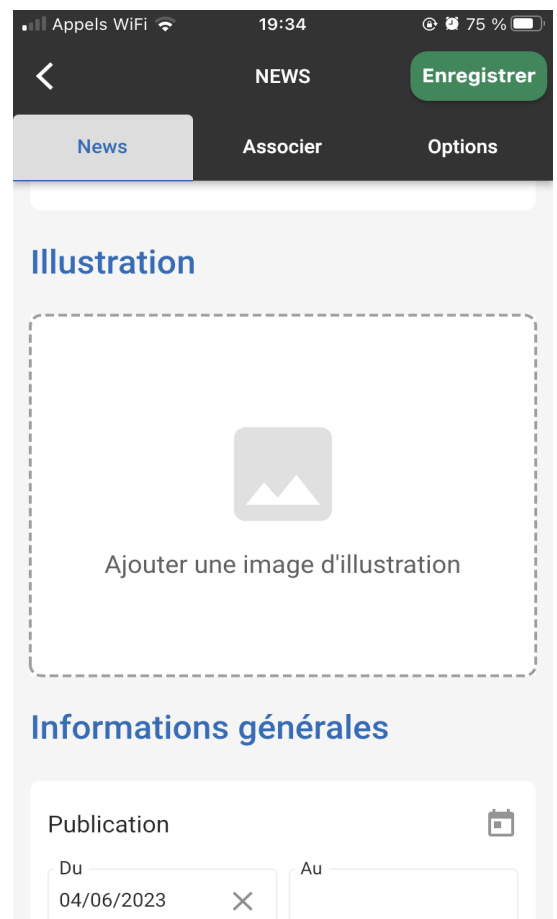 Appels WiFi 19:34 75 %
NEWS Enregistrer
News Associer Options
Illustration
Ajouter une image d'illustration
Informations générales
Publication
Du Au
04/06/2023